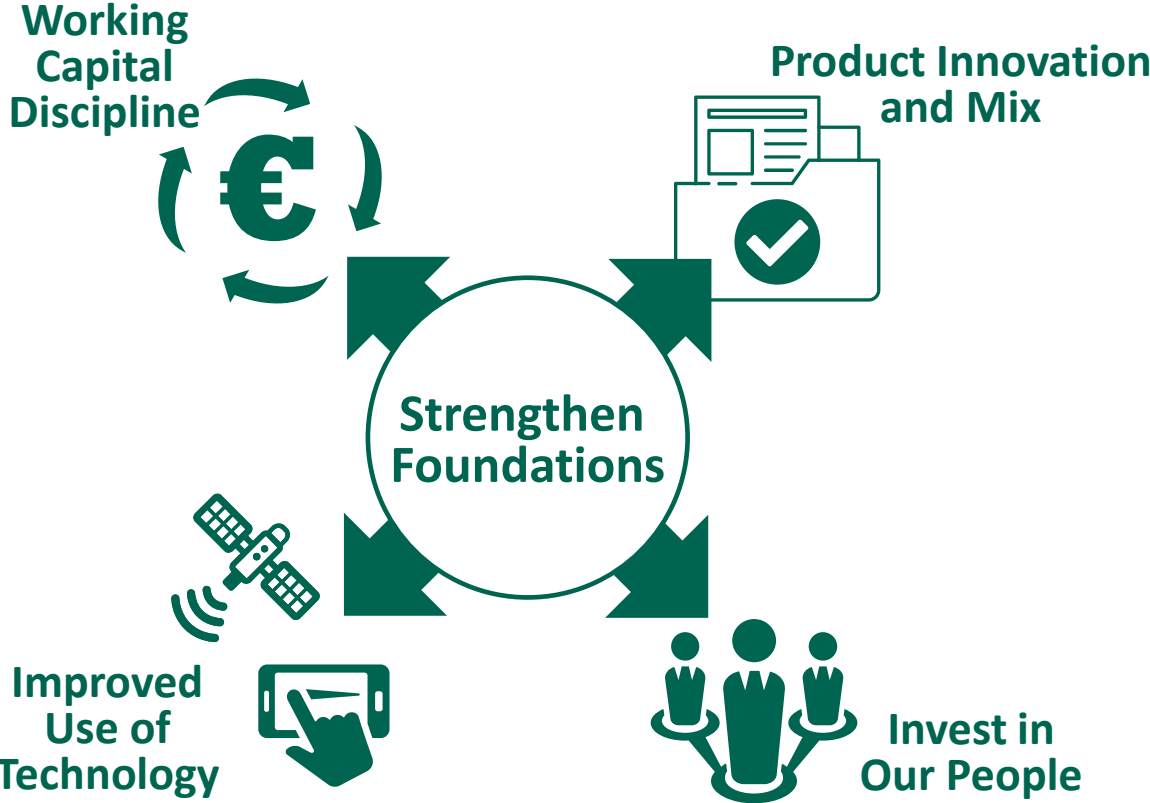 Working
Capital
Discipline
Product Innovation
and Mix
€
Strengthen
Foundations
Improved
Use of
Technology
Invest in
Our People